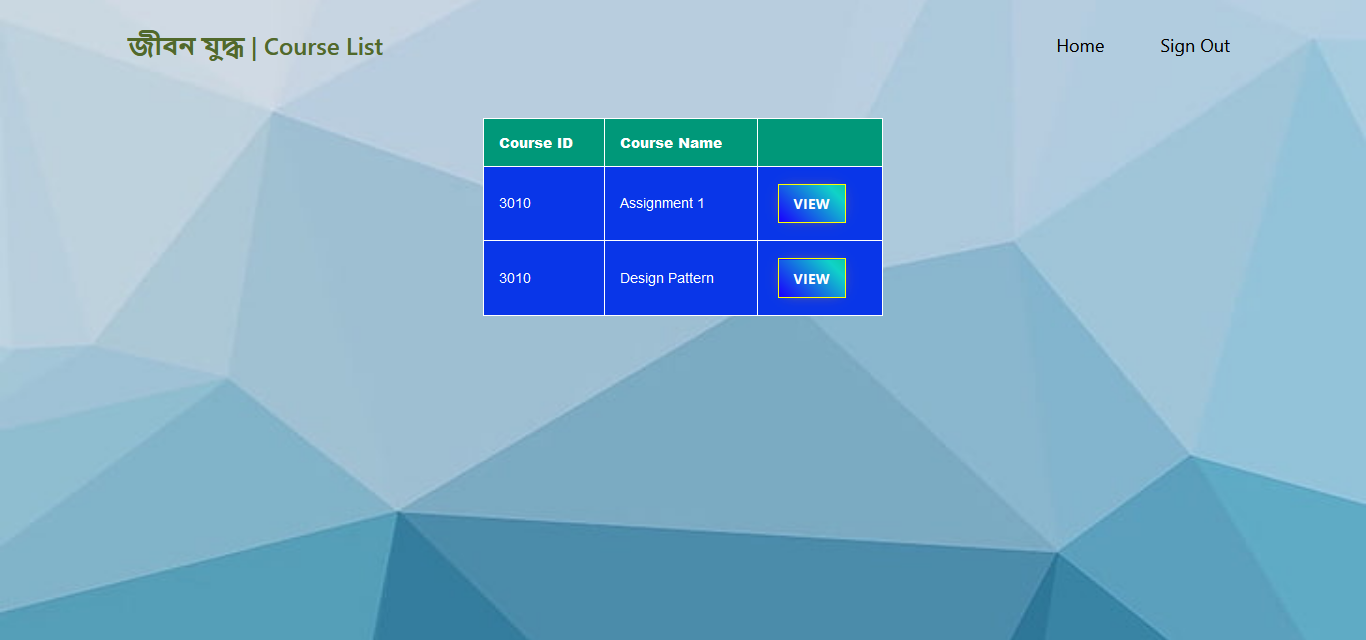 জীবন যুদ্ধ | Course List
Home
Sign Out
Course ID
Course Name
3010
Assignment 1
VIEW
3010
Design Pattern
VIEW